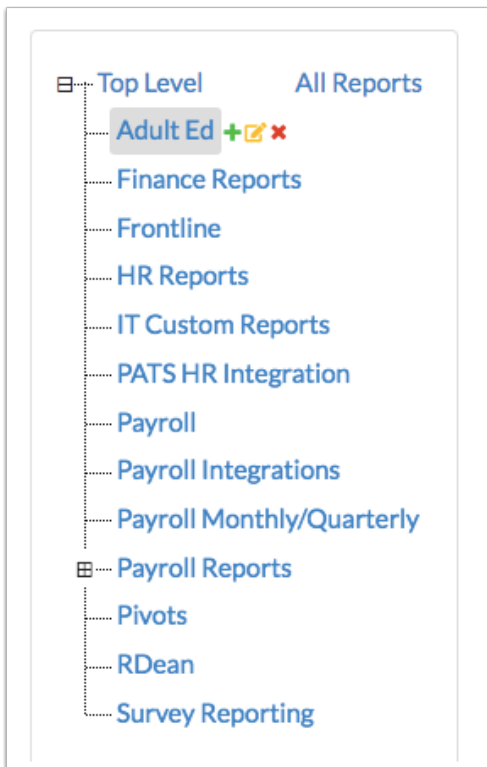 Top Level All Reports
Adult Ed
Finance Reports
Frontline
HR Reports
IT Custom Reports
PATS HR Integration
Payroll
Payroll Integrations
Payroll Monthly/Quarterly
Payroll Reports
Pivots
RDean
Survey Reporting